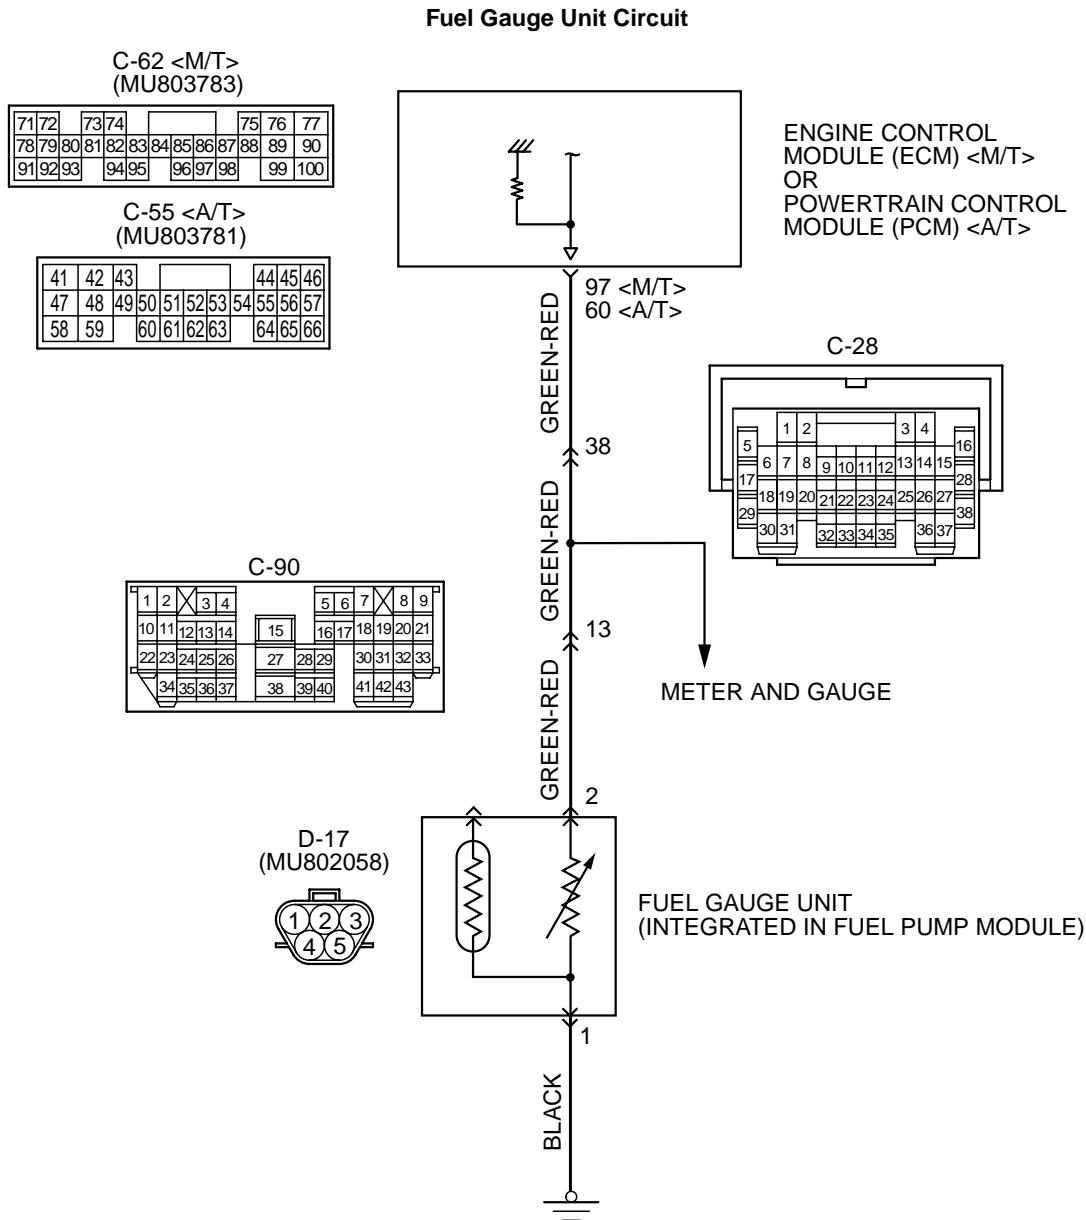 Fuel Gauge Unit Circuit
C-62 <M/T>
(MU803783)
71 72 73 74 75 76 77
78 79 80 81 82 83 84 85 86 87 88 89 90
91 92 93 94 95 96 97 98 99 100
C-55 <A/T>
(MU803781)
41 42 43 44 45 46
47 48 49 50 51 52 53 54 55 56 57
58 59 60 61 62 63 64 65 66
ENGINE CONTROL
MODULE (ECM) <M/T>
OR
POWERTRAIN CONTROL
MODULE (PCM) <A/T>
97 <M/T>
60 <A/T>
GREEN-RED
38
C-28
1 2 3 4
5 16
6 7 8 9 10 11 12 13 14 15
17 28
18 19 20 21 22 23 24 25 26 27
29 38
30 31 32 33 34 35 36 37
GREEN-RED
13
METER AND GAUGE
C-90
1 2 3 4 5 6 7 8 9
10 11 12 13 14 15 16 17 18 19 20 21
22 23 24 25 26 27 28 29 30 31 32 33
34 35 36 37 38 39 40 41 42 43
GREEN-RED
2
D-17
(MU802058)
1 2 3
4 5
FUEL GAUGE UNIT
(INTEGRATED IN FUEL PUMP MODULE)
1
BLACK